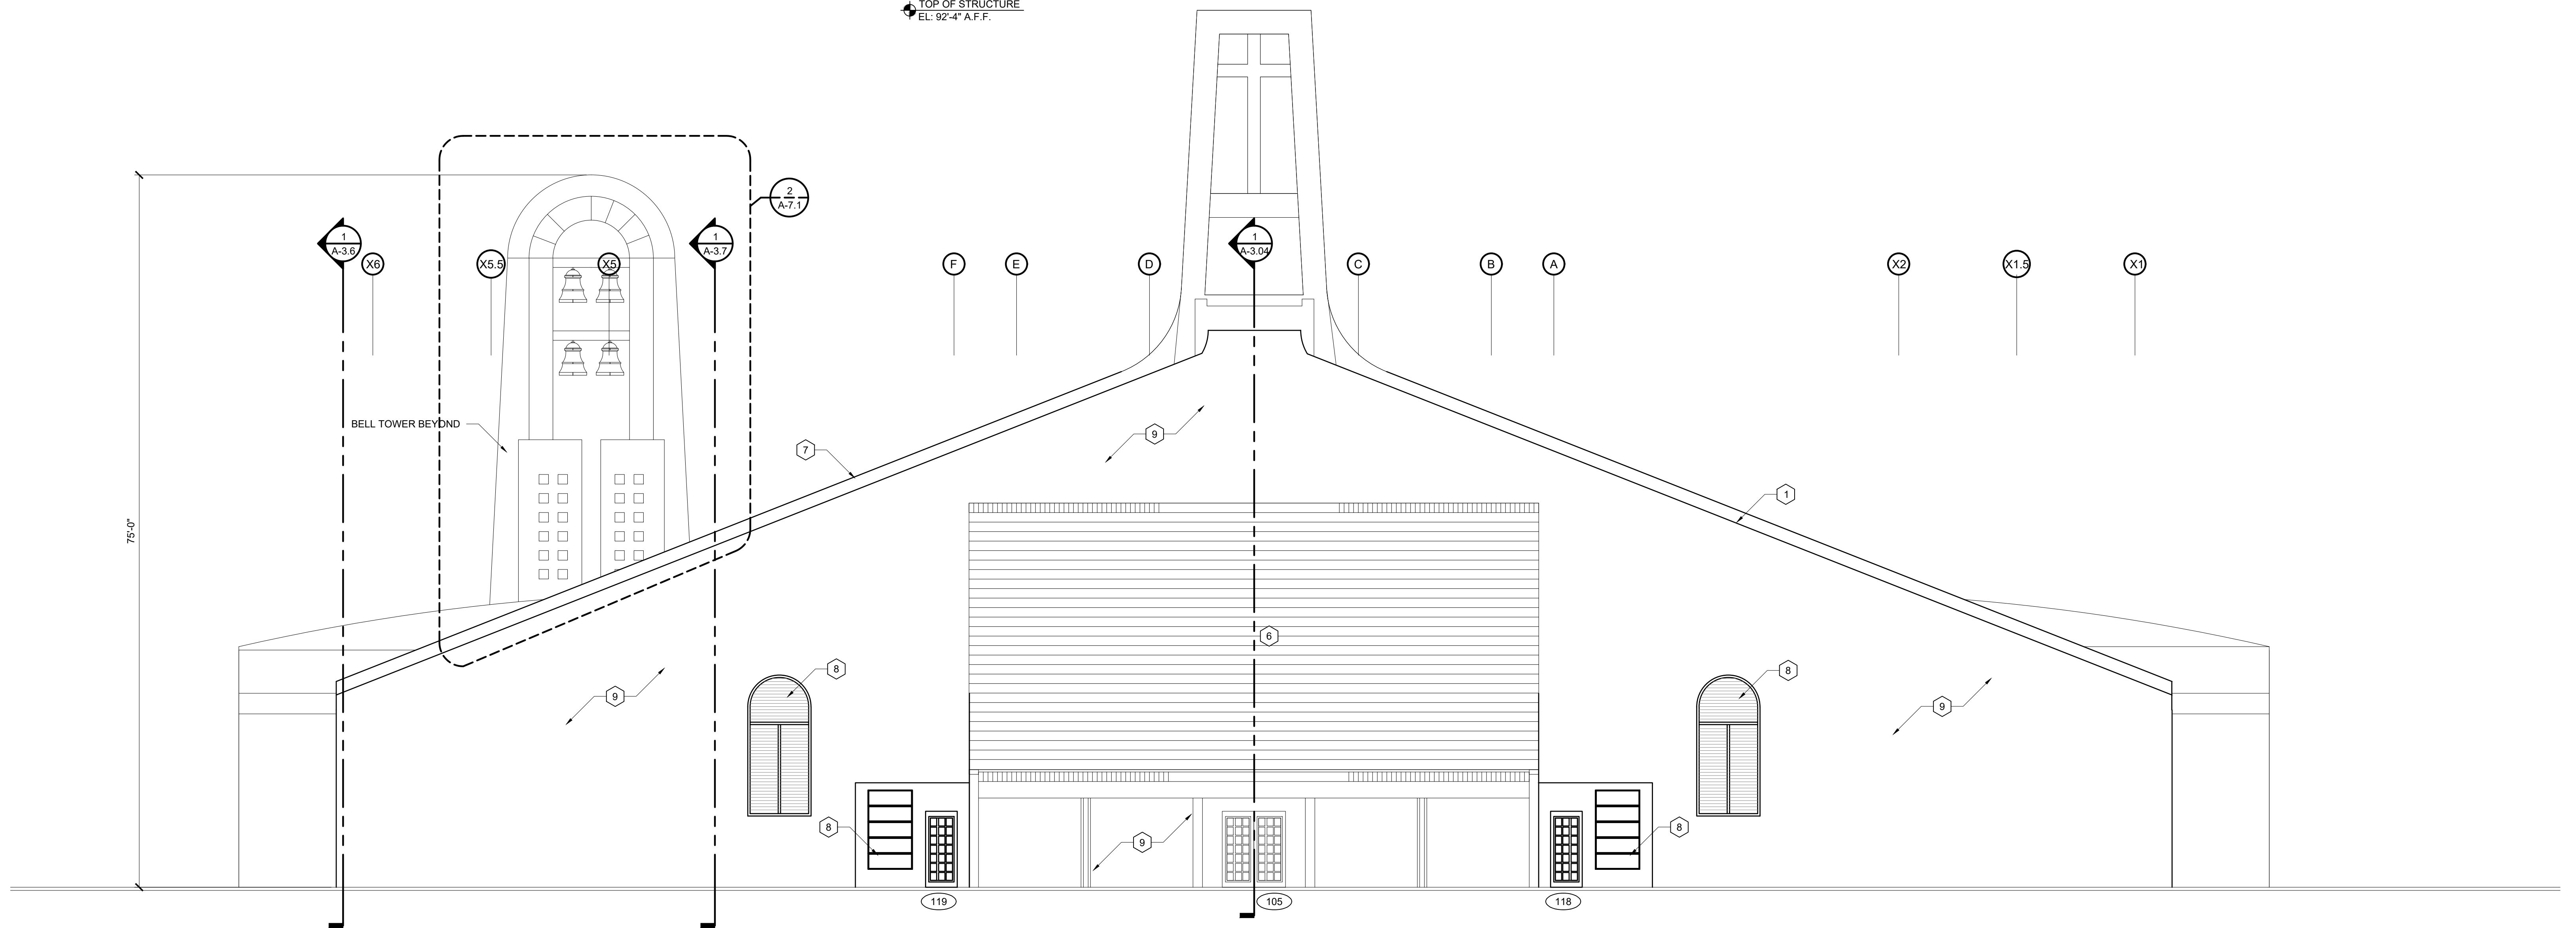 TOP OF STRUCTURE
EL: 92'-4" A.F.F.
2
A-7.1
1
A-3.6
1
A-3.7
1
A-3.04
X6
X5.5
X5
F
E
D
C
B
A
X2
X1.5
X1
BELL TOWER BEYOND
9
7
1
75'-0"
6
8
8
9
9
8
9
8
119
105
118